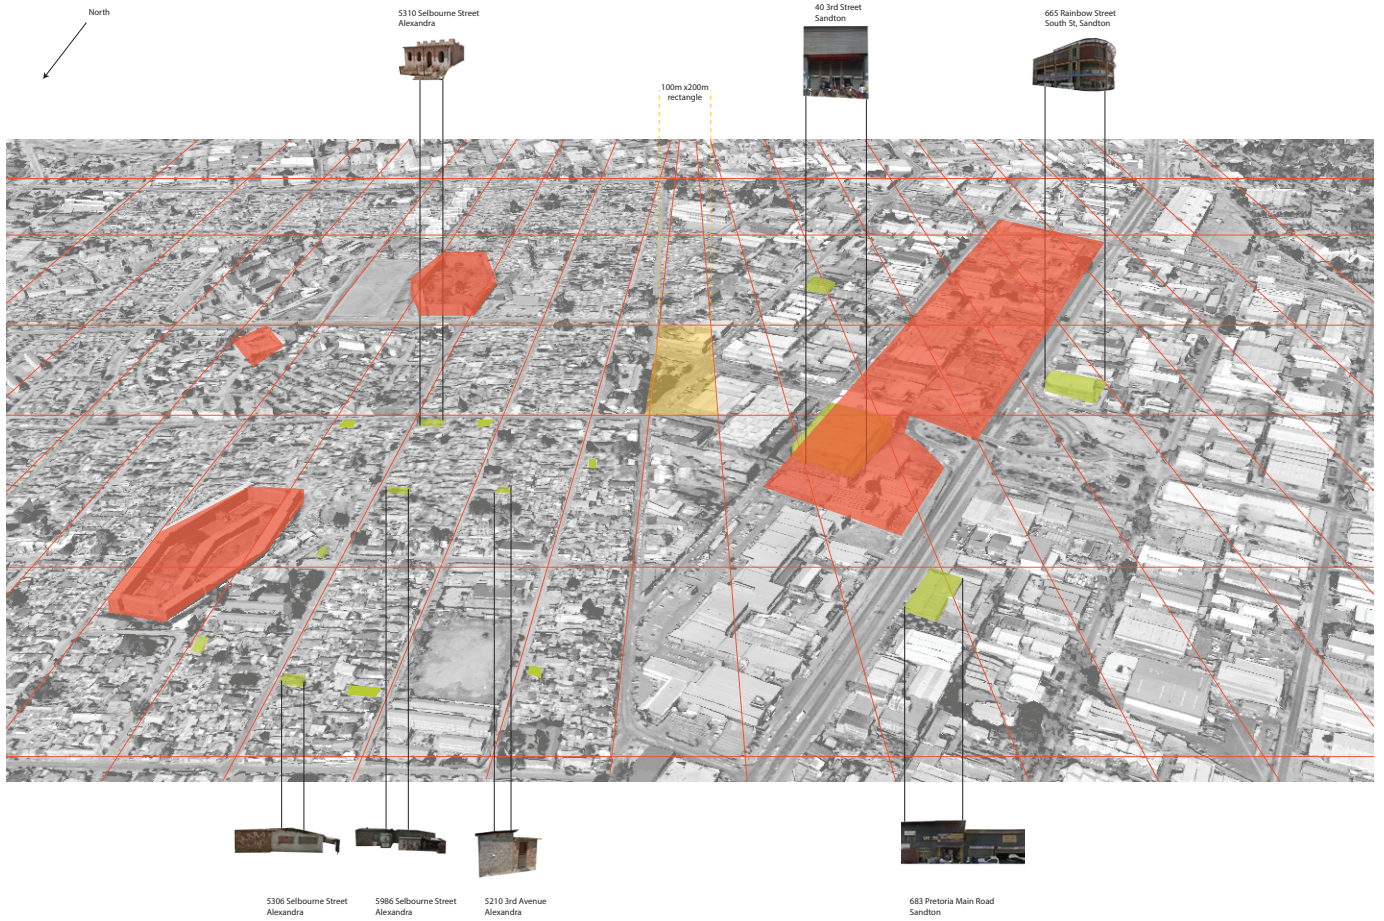 North
5310 Selbourne Street
Alexandra
40 3rd Street
Sandton
665 Rainbow Street
South St, Sandton
100m x200m
rectangle
5306 Selbourne Street
Alexandra
5986 Selbourne Street
Alexandra
5210 3rd Avenue
Alexandra
683 Pretoria Main Road
Sandton